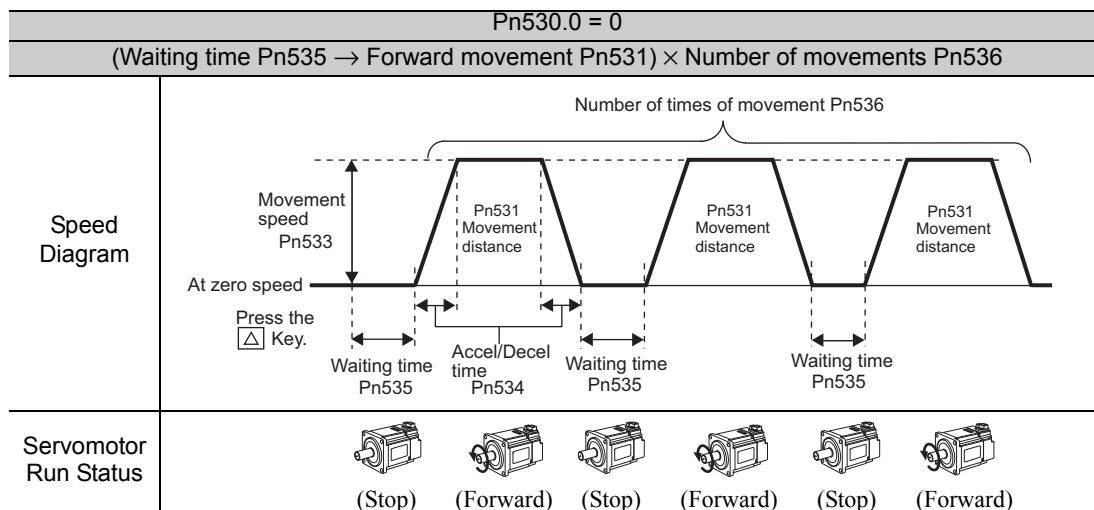 Pn530.0 = 0
(Waiting time Pn535 → Forward movement Pn531) × Number of movements Pn536
Speed
Diagram
Number of times of movement Pn536
Movement
speed
Pn533
Pn531
Movement
distance
Pn531
Movement
distance
Pn531
Movement
distance
At zero speed
Press the
△ Key.
Waiting time
Pn535
Accel/Decel
time
Pn534
Waiting time
Pn535
Waiting time
Pn535
Servomotor
Run Status
(Stop) (Forward) (Stop) (Forward) (Stop) (Forward)